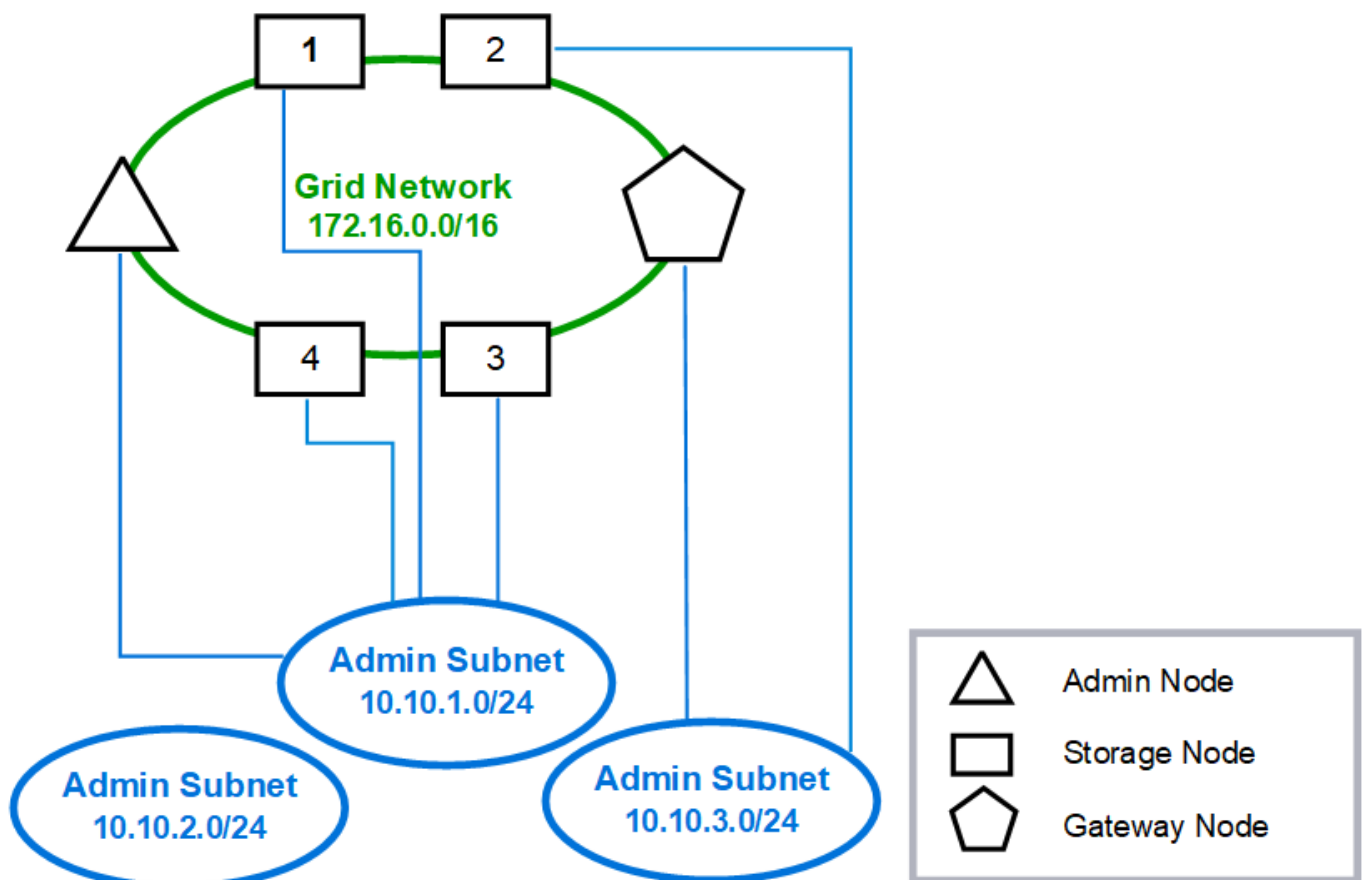 1
2
Grid Network
172.16.0.0/16
4
3
Admin Subnet
10.10.1.0/24
Admin Subnet
10.10.2.0/24
Admin Subnet
10.10.3.0/24
Admin Node
Storage Node
Gateway Node